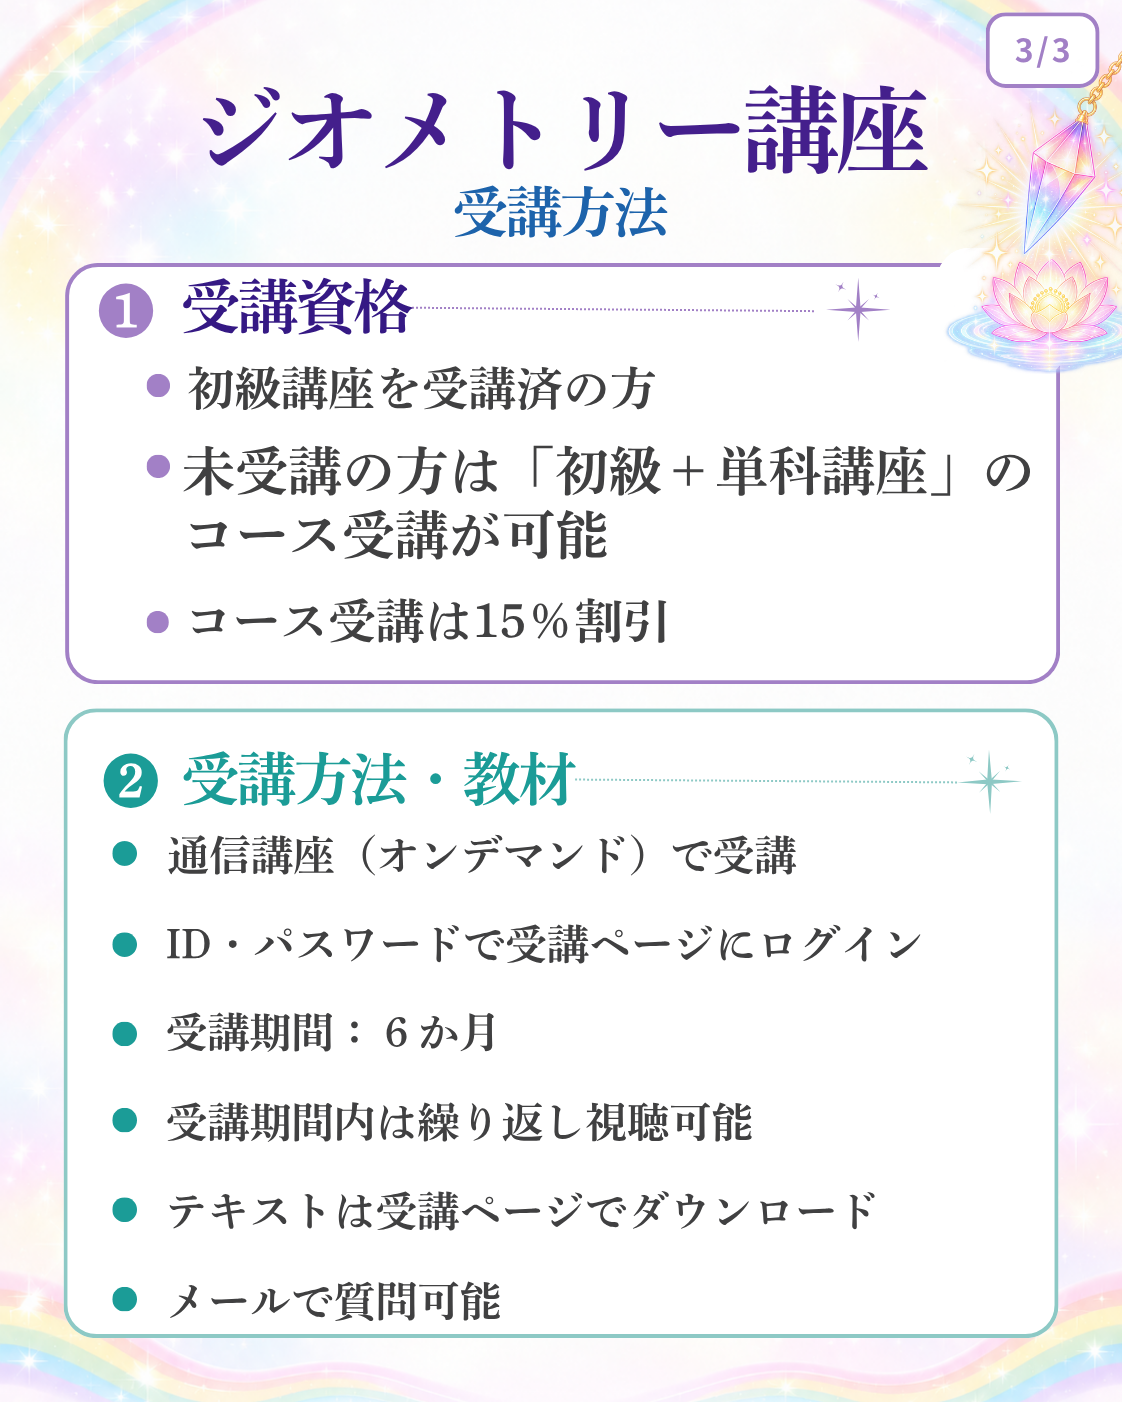 3/3
ジオメトリー講座
受講方法
1 受講資格
初級講座を受講済の方
未受講の方は「初級＋単科講座」の
コース受講が可能
コース受講は15％割引
2 受講方法・教材
通信講座（オンデマンド）で受講
ID・パスワードで受講ページにログイン
受講期間：６か月
受講期間内は繰り返し視聴可能
テキストは受講ページでダウンロード
メールで質問可能